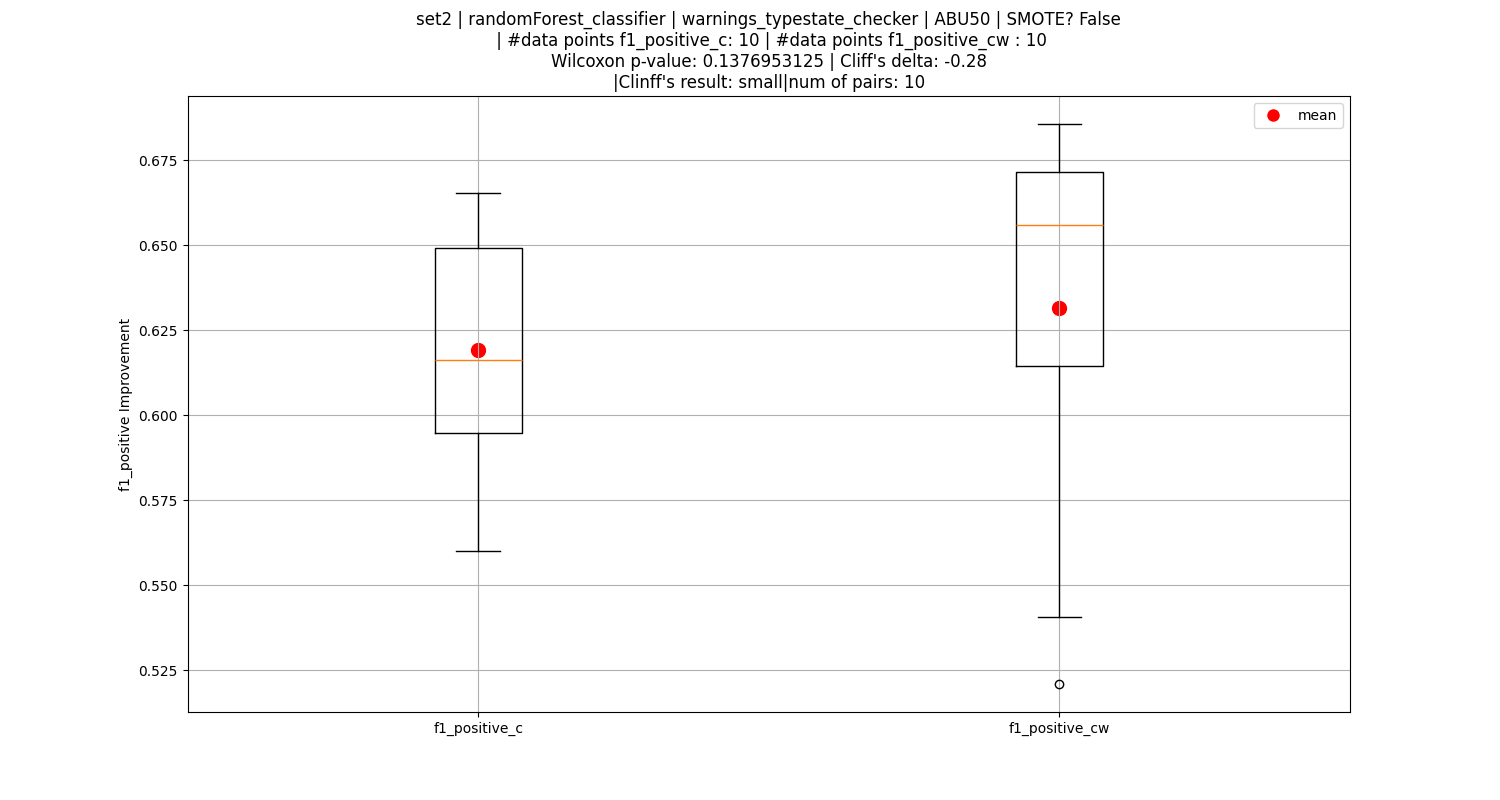 set2 | randomForest_classifier | warnings_typestate_checker | ABU50 | SMOTE? False
| #data points f1_positive_c: 10 | #data points f1_positive_cw : 10
Wilcoxon p-value: 0.1376953125 | Cliff's delta: -0.28
|Clinff's result: small|num of pairs: 10
mean
0.675
0.650
0.625
0.600
0.575
0.550
0.525
f1_positive Improvement
f1_positive_c
f1_positive_cw